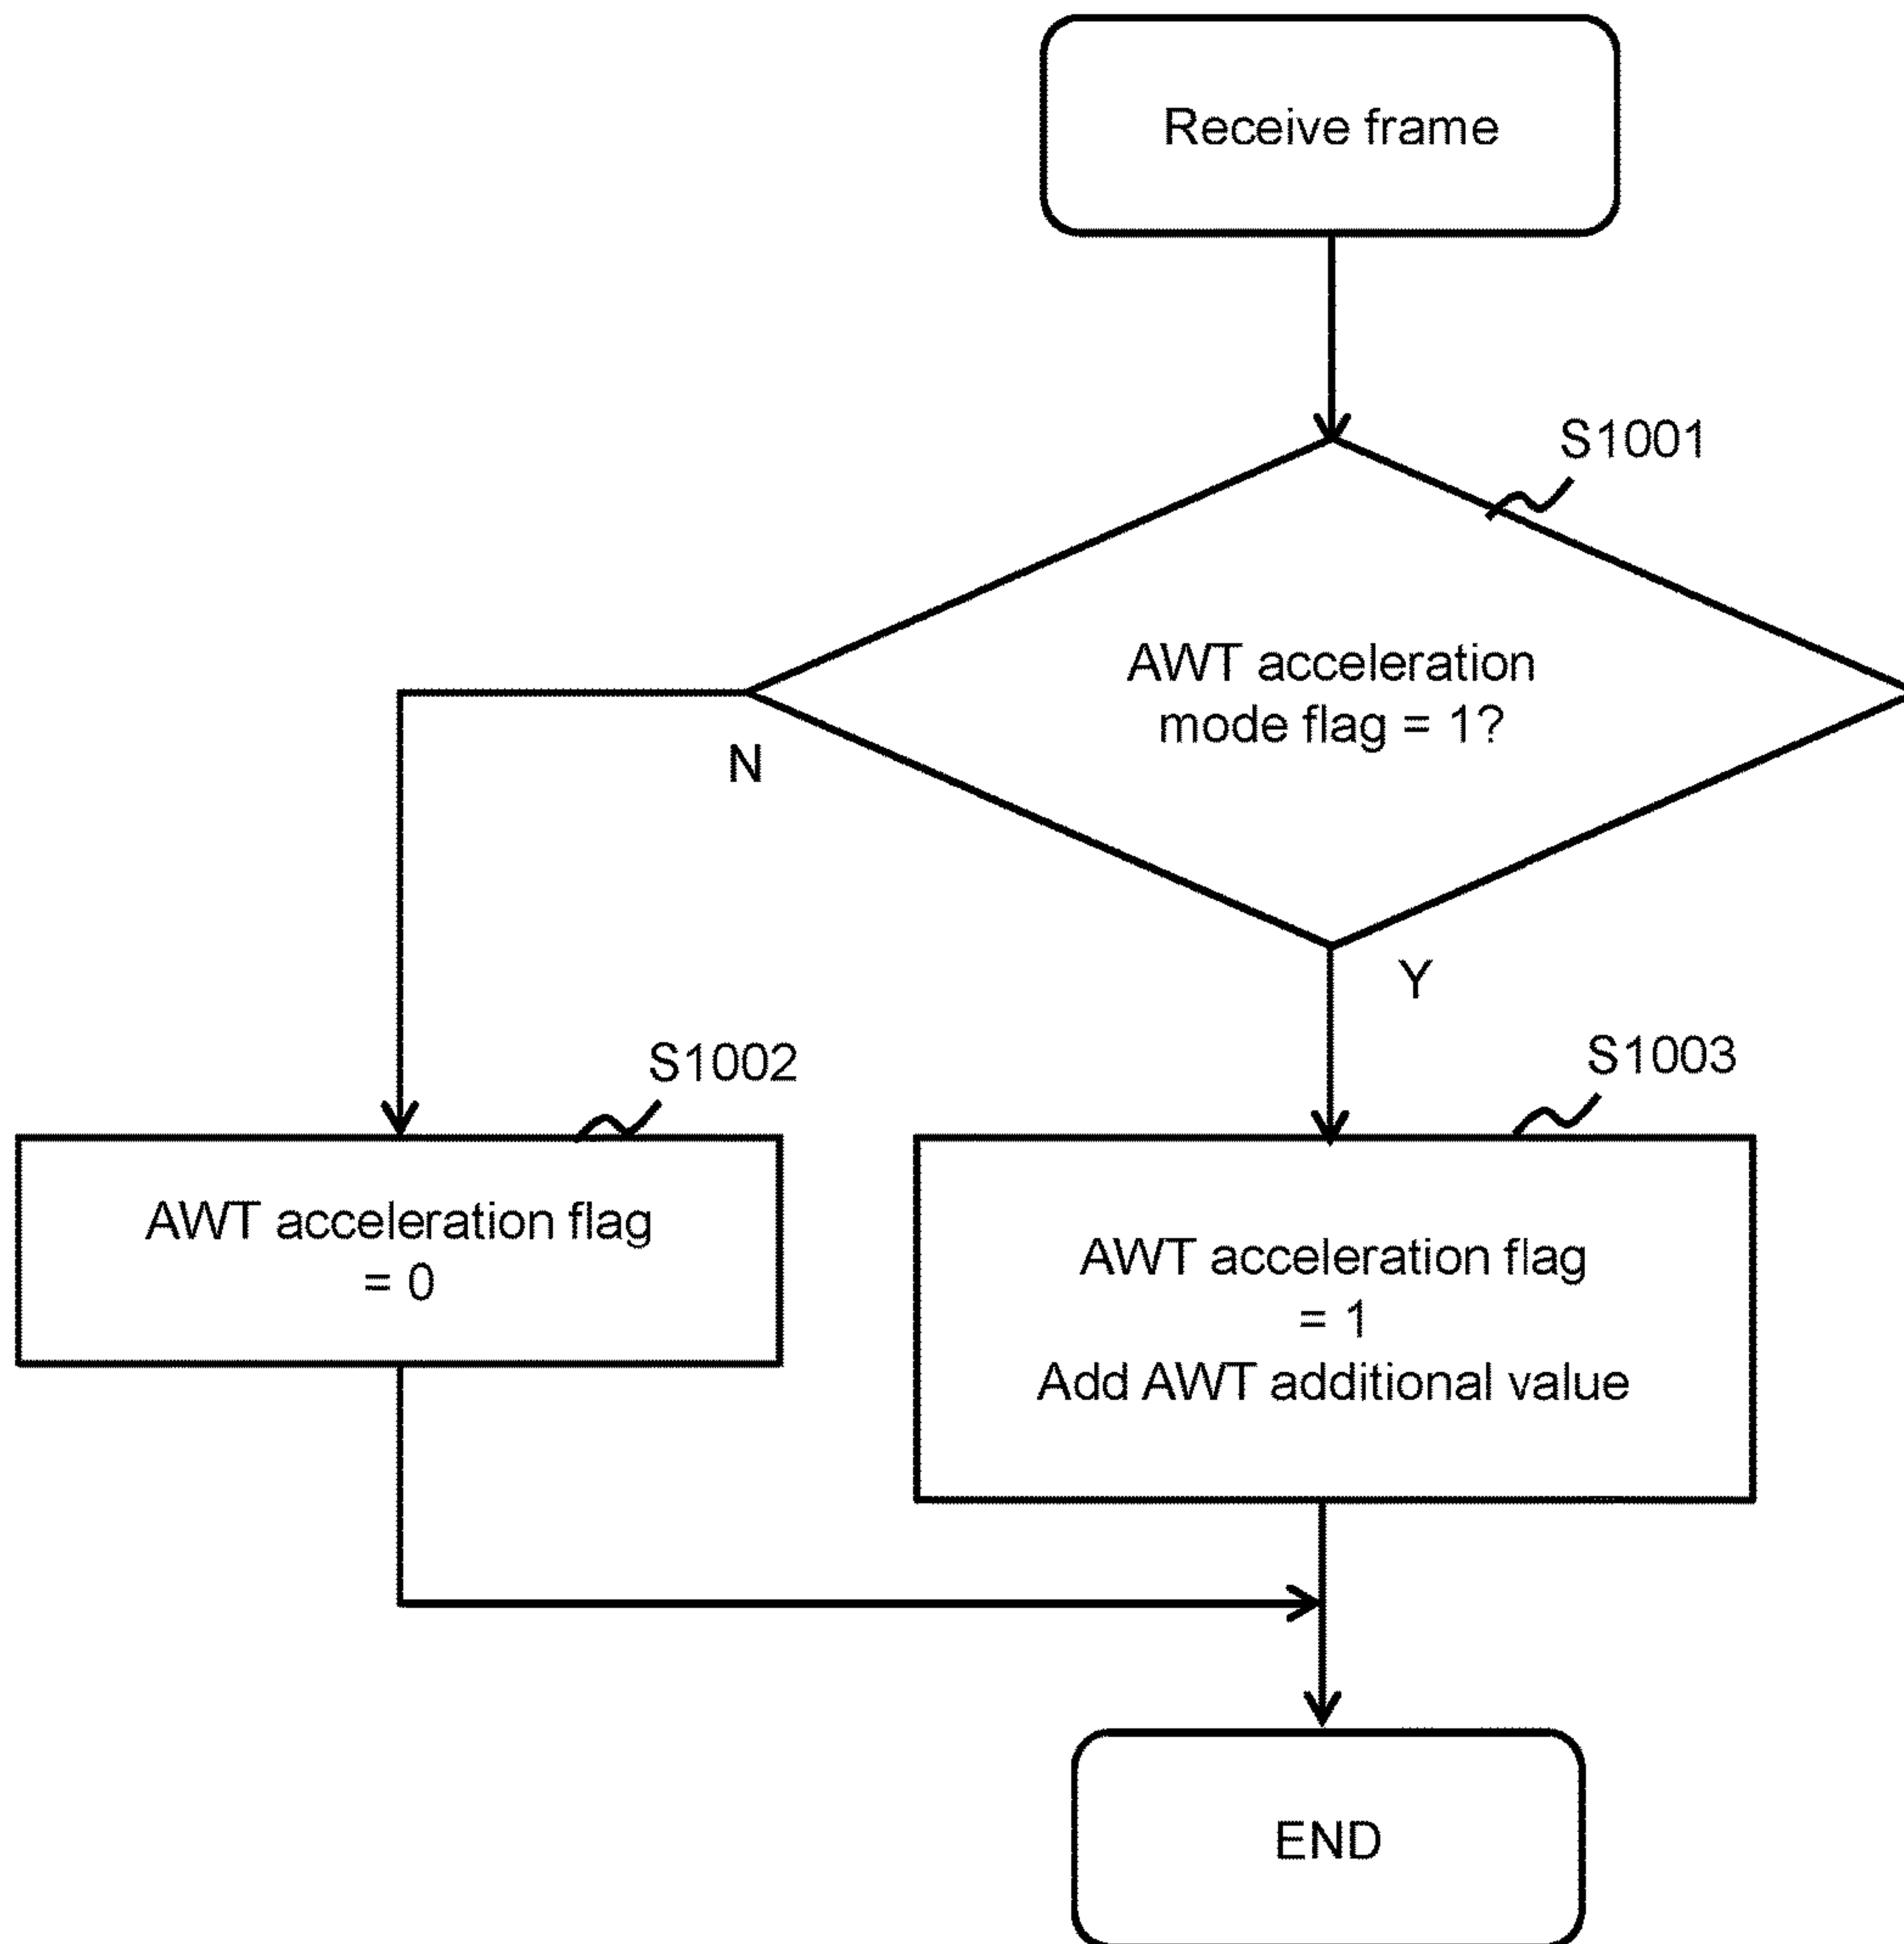 Receive frame
S1001
AWT acceleration
mode flag = 1?
N
Y
S1002
S1003
AWT acceleration flag
= 0
AWT acceleration flag
= 1
Add AWT additional value
END